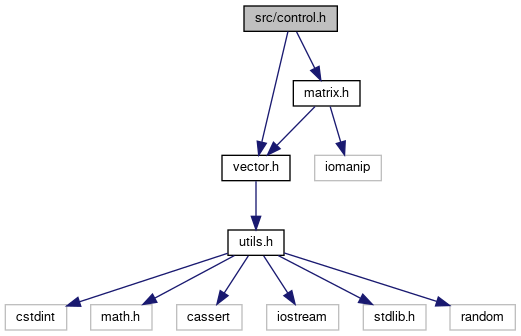 src/control.h
matrix.h
vector.h
iomanip
utils.h
cstdint
math.h
cassert
iostream
stdlib.h
random